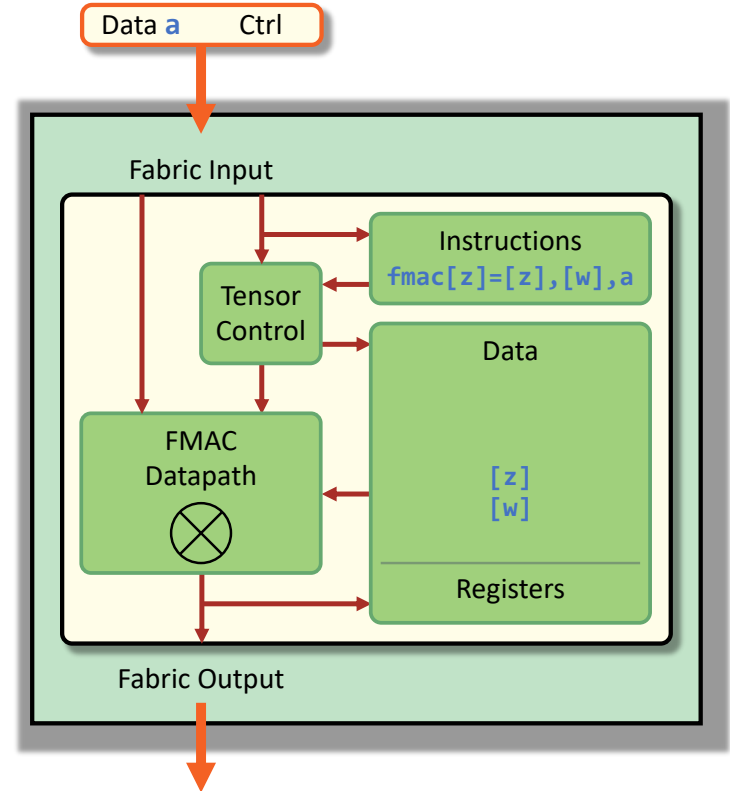 Data a Ctrl
Fabric Input
Instructions
fmac[z]=[z],[w],a
Tensor
Control
Data
FMAC
Datapath
[z]
[w]
Registers
Fabric Output